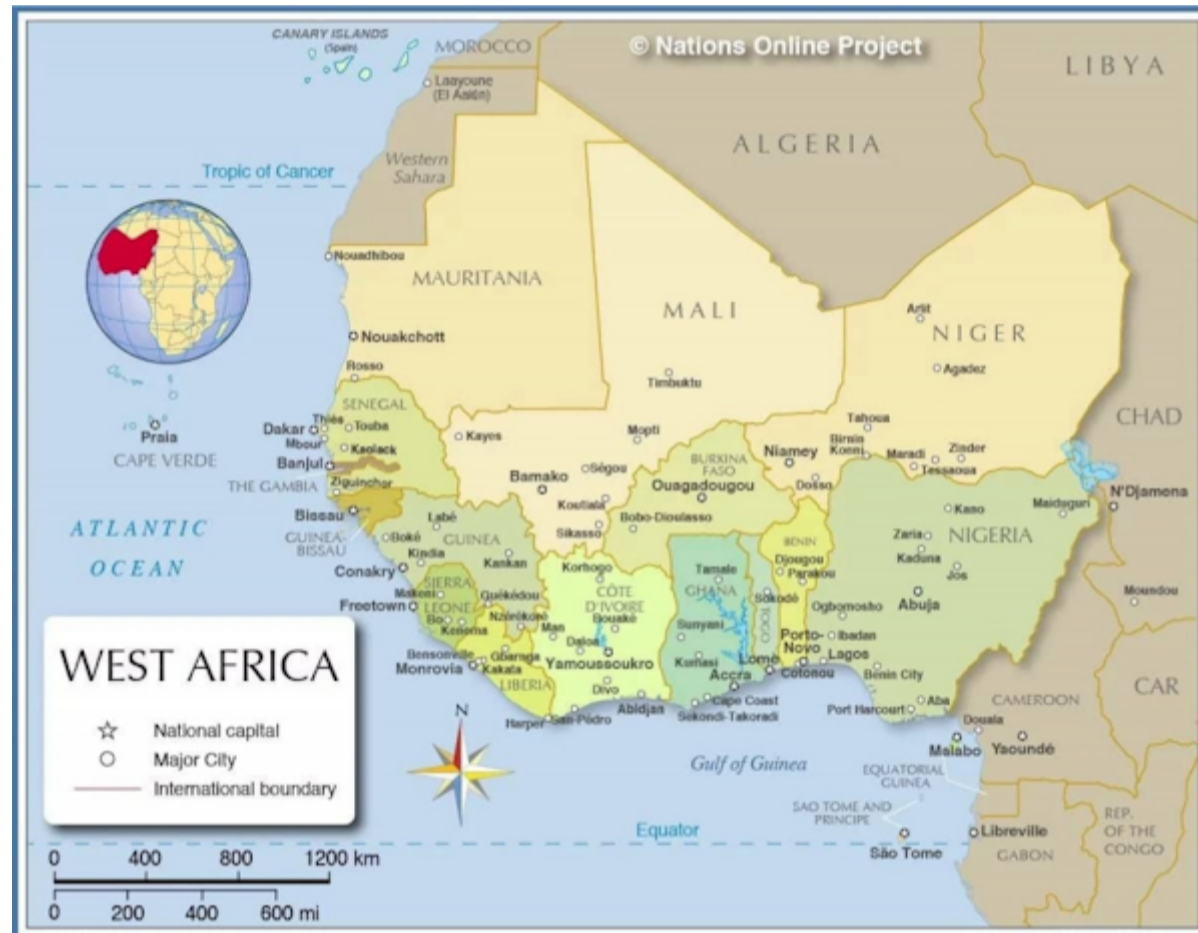 CANARY ISLANDS
(Spain)
MOROCCO
© Nations Online Project
LIBYA
Laayoune
(El Aaiún)
ALGERIA
Western
Sahara
Tropic of Cancer
Nouadhibou
MAURITANIA
MALI
Arlit
NIGER
Nouakchott
Rosso
Timbuktu
Agadez
SENEGAL
CHAD
Thiès
Touba
Dakar
Mbour
Kaolack
Kayes
Mopti
Tahoua
Birnin
Konni
Praia
CAPE VERDE
Banjul
THE GAMBIA
Ziguinchor
Bamako
Ségou
BURKINA
FASO
Ouagadougou
Niamey
Maradi
Zinder
Tessaoua
Dosso
N'Djamena
ATLANTIC
OCEAN
Bissau
GUINEA-
BISSAU
Labé
Koutiala
Sikasso
Bobo-Dioulasso
Kano
Maiduguri
NIGERIA
Boké
GUINEA
Kindia
Kankan
Conakry
Korhogo
Tamale
GHANA
BENIN
Djougou
Parakou
Zaria
Kaduna
Jos
SIERRA
LEONE
Makeni
Guékédou
Freetown
Bo
Kenema
Nzérékoré
CÔTE
D'IVOIRE
Bouaké
Man
Daloa
Sokodé
TOGO
Sunyani
Abuja
Moundou
Ogbomosho
Ibadan
WEST AFRICA
Bensonville
Gbarnga
Monrovia
Kakata
LIBERIA
Yamoussoukro
Kumasi
Lomé
Porto-
Novo
Lagos
Cotonou
Accra
Benin City
CAR
National capital
Major City
International boundary
Divo
Abidjan
Cape Coast
Sekondi-Takoradi
Harper
San-Pédro
Aba
Port Harcourt
CAMEROON
Douala
Malabo
Yaoundé
N
Gulf of Guinea
EQUATORIAL
GUINEA
SAO TOME AND
PRINCIPE
REP.
OF THE
CONGO
Equator
São Tome
Libreville
GABON
0 400 800 1200 km
0 200 400 600 mi